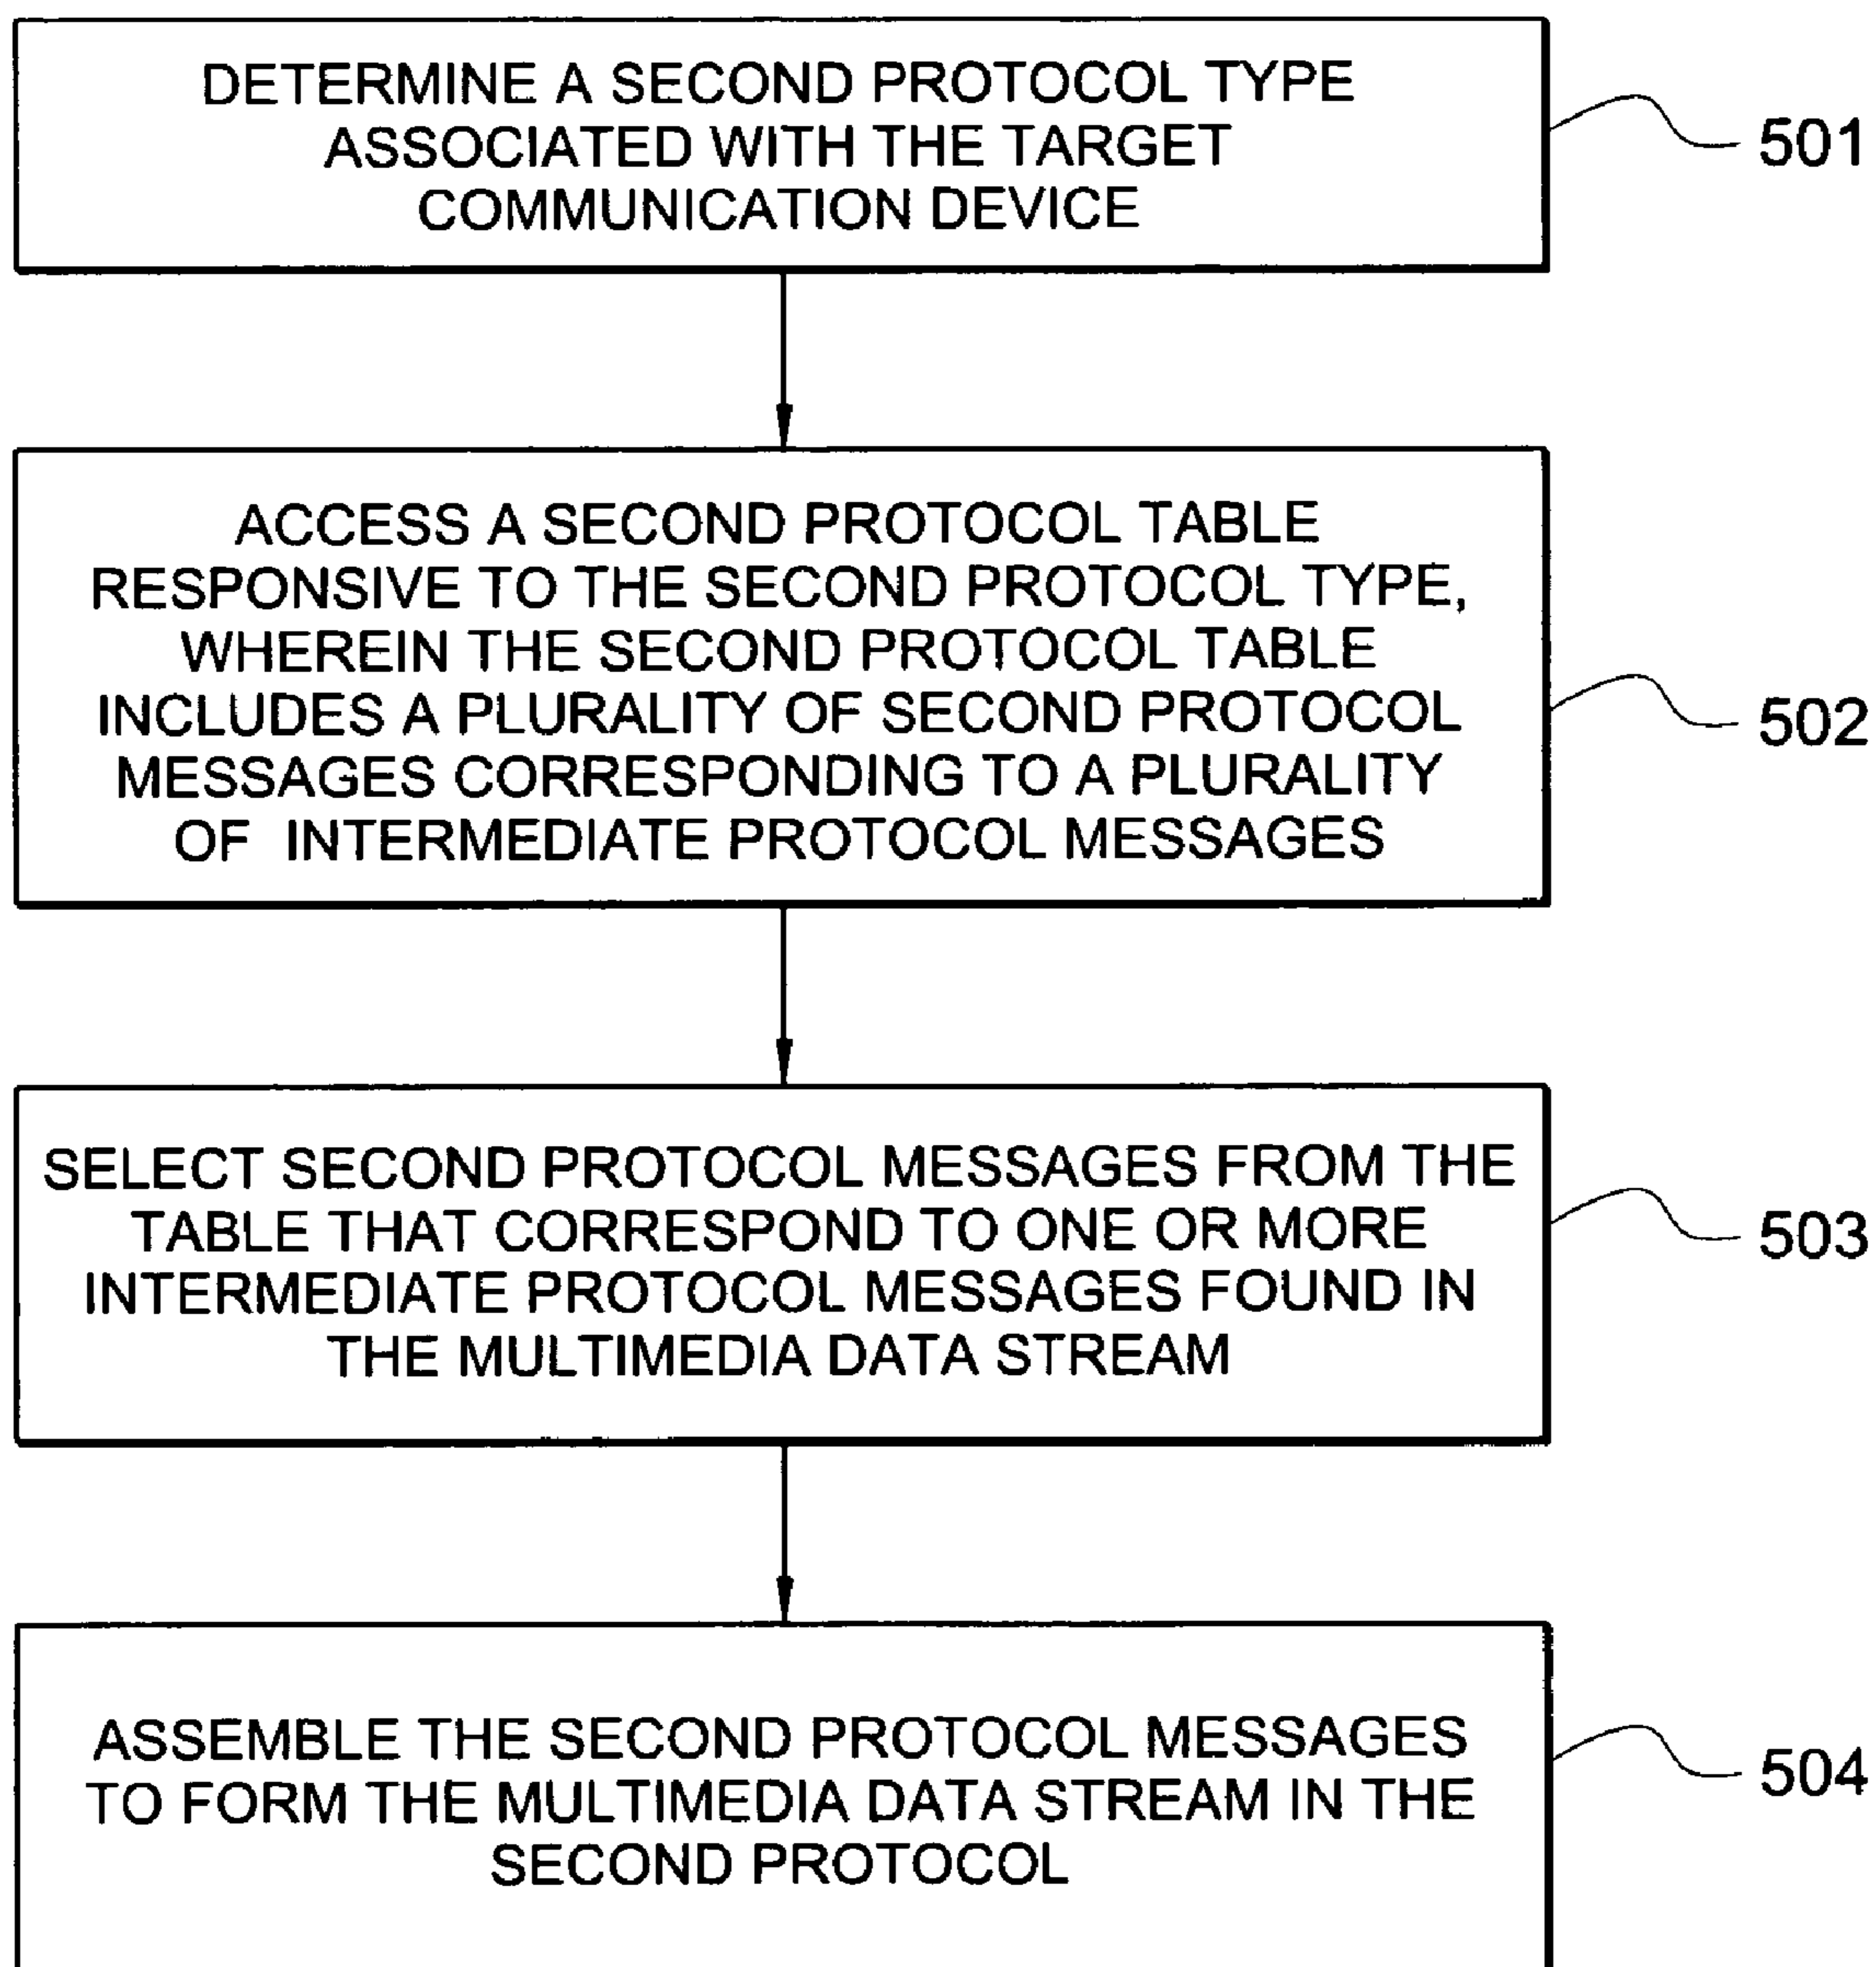 DETERMINE A SECOND PROTOCOL TYPE
ASSOCIATED WITH THE TARGET
COMMUNICATION DEVICE
501
ACCESS A SECOND PROTOCOL TABLE
RESPONSIVE TO THE SECOND PROTOCOL TYPE,
WHEREIN THE SECOND PROTOCOL TABLE
INCLUDES A PLURALITY OF SECOND PROTOCOL
MESSAGES CORRESPONDING TO A PLURALITY
OF INTERMEDIATE PROTOCOL MESSAGES
502
SELECT SECOND PROTOCOL MESSAGES FROM THE
TABLE THAT CORRESPOND TO ONE OR MORE
INTERMEDIATE PROTOCOL MESSAGES FOUND IN
THE MULTIMEDIA DATA STREAM
503
ASSEMBLE THE SECOND PROTOCOL MESSAGES
TO FORM THE MULTIMEDIA DATA STREAM IN THE
SECOND PROTOCOL
504